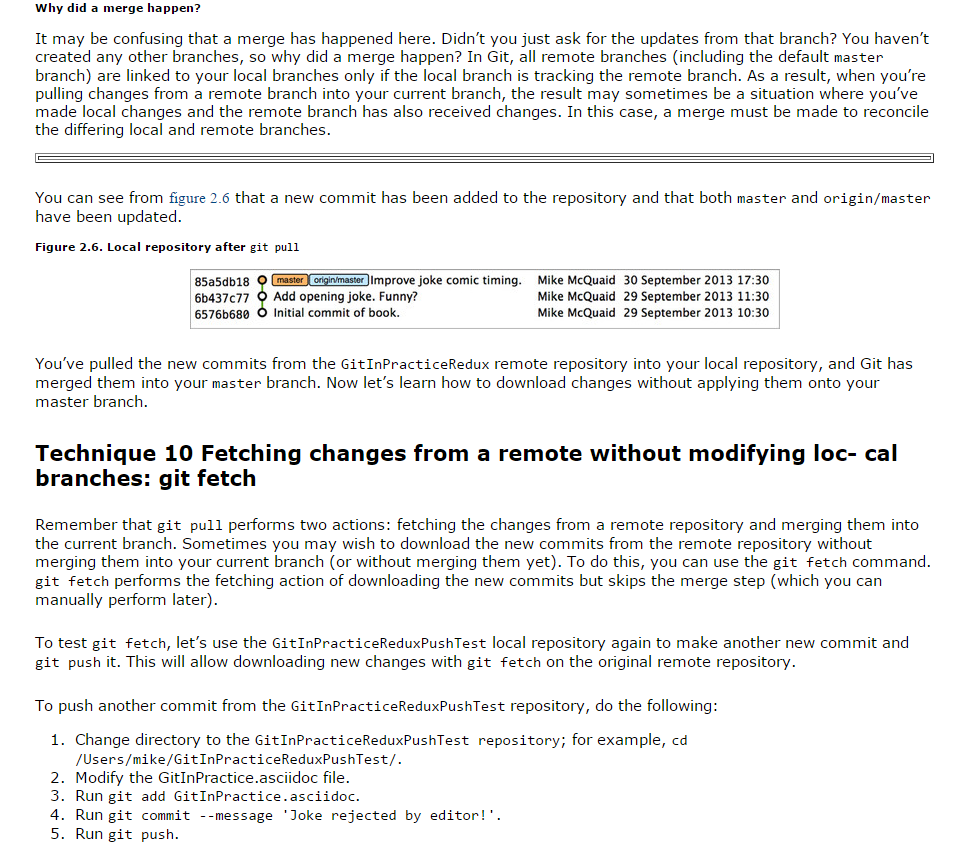 Why did a merge happen?
It may be confusing that a merge has happened here. Didn’t you just ask for the updates from that branch? You haven’t
created any other branches, so why did a merge happen? In Git, all remote branches (including the default master
branch) are linked to your local branches only if the local branch is tracking the remote branch. As a result, when you’re
pulling changes from a remote branch into your current branch, the result may sometimes be a situation where you’ve
made local changes and the remote branch has also received changes. In this case, a merge must be made to reconcile
the differing local and remote branches.
You can see from figure 2.6 that a new commit has been added to the repository and that both master and origin/master
have been updated.
Figure 2.6. Local repository after git pull
85a5db18 master origin/master Improve joke comic timing. Mike McQuaid 30 September 2013 17:30
6b437c77 Add opening joke. Funny? Mike McQuaid 29 September 2013 11:30
6576b680 Initial commit of book. Mike McQuaid 29 September 2013 10:30
You’ve pulled the new commits from the GitInPracticeRedux remote repository into your local repository, and Git has
merged them into your master branch. Now let’s learn how to download changes without applying them onto your
master branch.
Technique 10 Fetching changes from a remote without modifying loc- cal
branches: git fetch
Remember that git pull performs two actions: fetching the changes from a remote repository and merging them into
the current branch. Sometimes you may wish to download the new commits from the remote repository without
merging them into your current branch (or without merging them yet). To do this, you can use the git fetch command.
git fetch performs the fetching action of downloading the new commits but skips the merge step (which you can
manually perform later).
To test git fetch, let’s use the GitInPracticeReduxPushTest local repository again to make another new commit and
git push it. This will allow downloading new changes with git fetch on the original remote repository.
To push another commit from the GitInPracticeReduxPushTest repository, do the following:
1. Change directory to the GitInPracticeReduxPushTest repository; for example, cd
/Users/mike/GitInPracticeReduxPushTest/.
2. Modify the GitInPractice.asciidoc file.
3. Run git add GitInPractice.asciidoc.
4. Run git commit --message 'Joke rejected by editor!'.
5. Run git push.